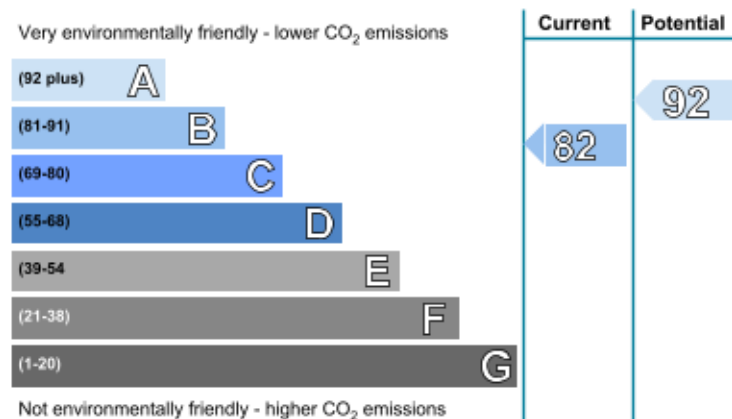 Very environmentally friendly - lower CO₂ emissions
Current
Potential
(92 plus) A
(81-91) B
(69-80) C
(55-68) D
(39-54 E
(21-38) F
(1-20) G
82
92
Not environmentally friendly - higher CO₂ emissions